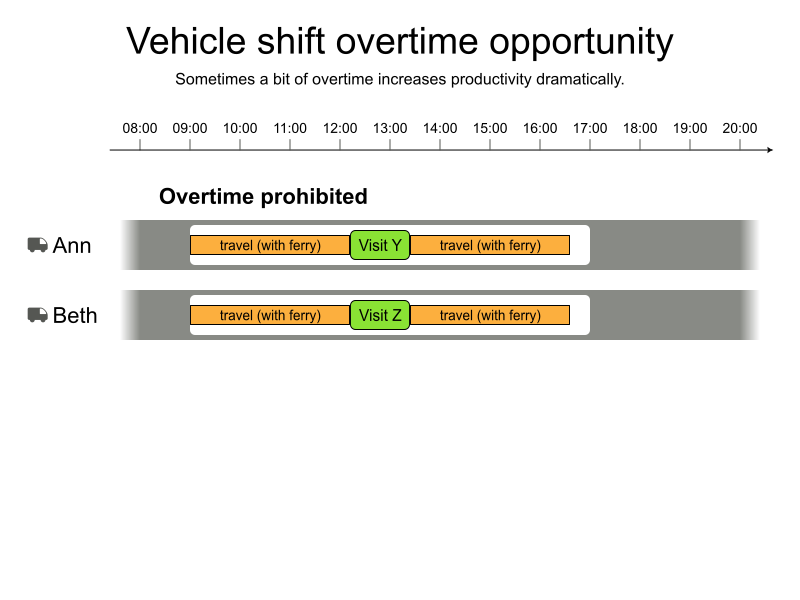 Vehicle shift overtime opportunity
Sometimes a bit of overtime increases productivity dramatically.
08:00 09:00 10:00 11:00 12:00 13:00 14:00 15:00 16:00 17:00 18:00 19:00 20:00
Overtime prohibited
Ann travel (with ferry) Visit Y travel (with ferry)
Beth travel (with ferry) Visit Z travel (with ferry)